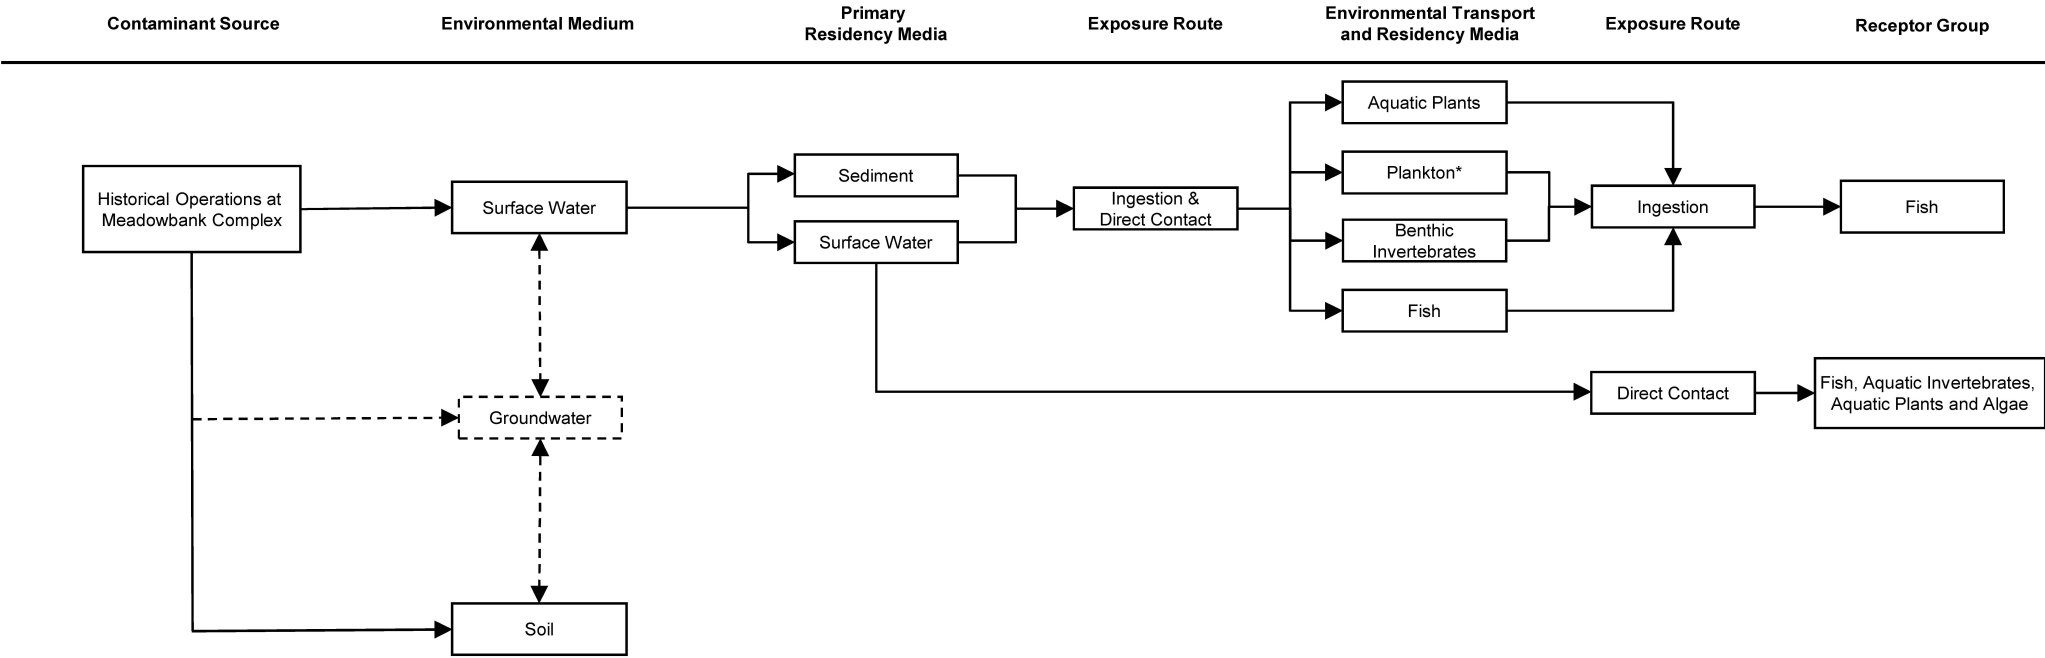 Contaminant Source
Environmental Medium
Primary
Residency Media
Exposure Route
Environmental Transport
and Residency Media
Exposure Route
Receptor Group
Historical Operations at
Meadowbank Complex
Surface Water
Groundwater
Soil
Sediment
Surface Water
Ingestion &
Direct Contact
Aquatic Plants
Plankton*
Benthic
Invertebrates
Fish
Ingestion
Fish
Direct Contact
Fish, Aquatic Invertebrates,
Aquatic Plants and Algae